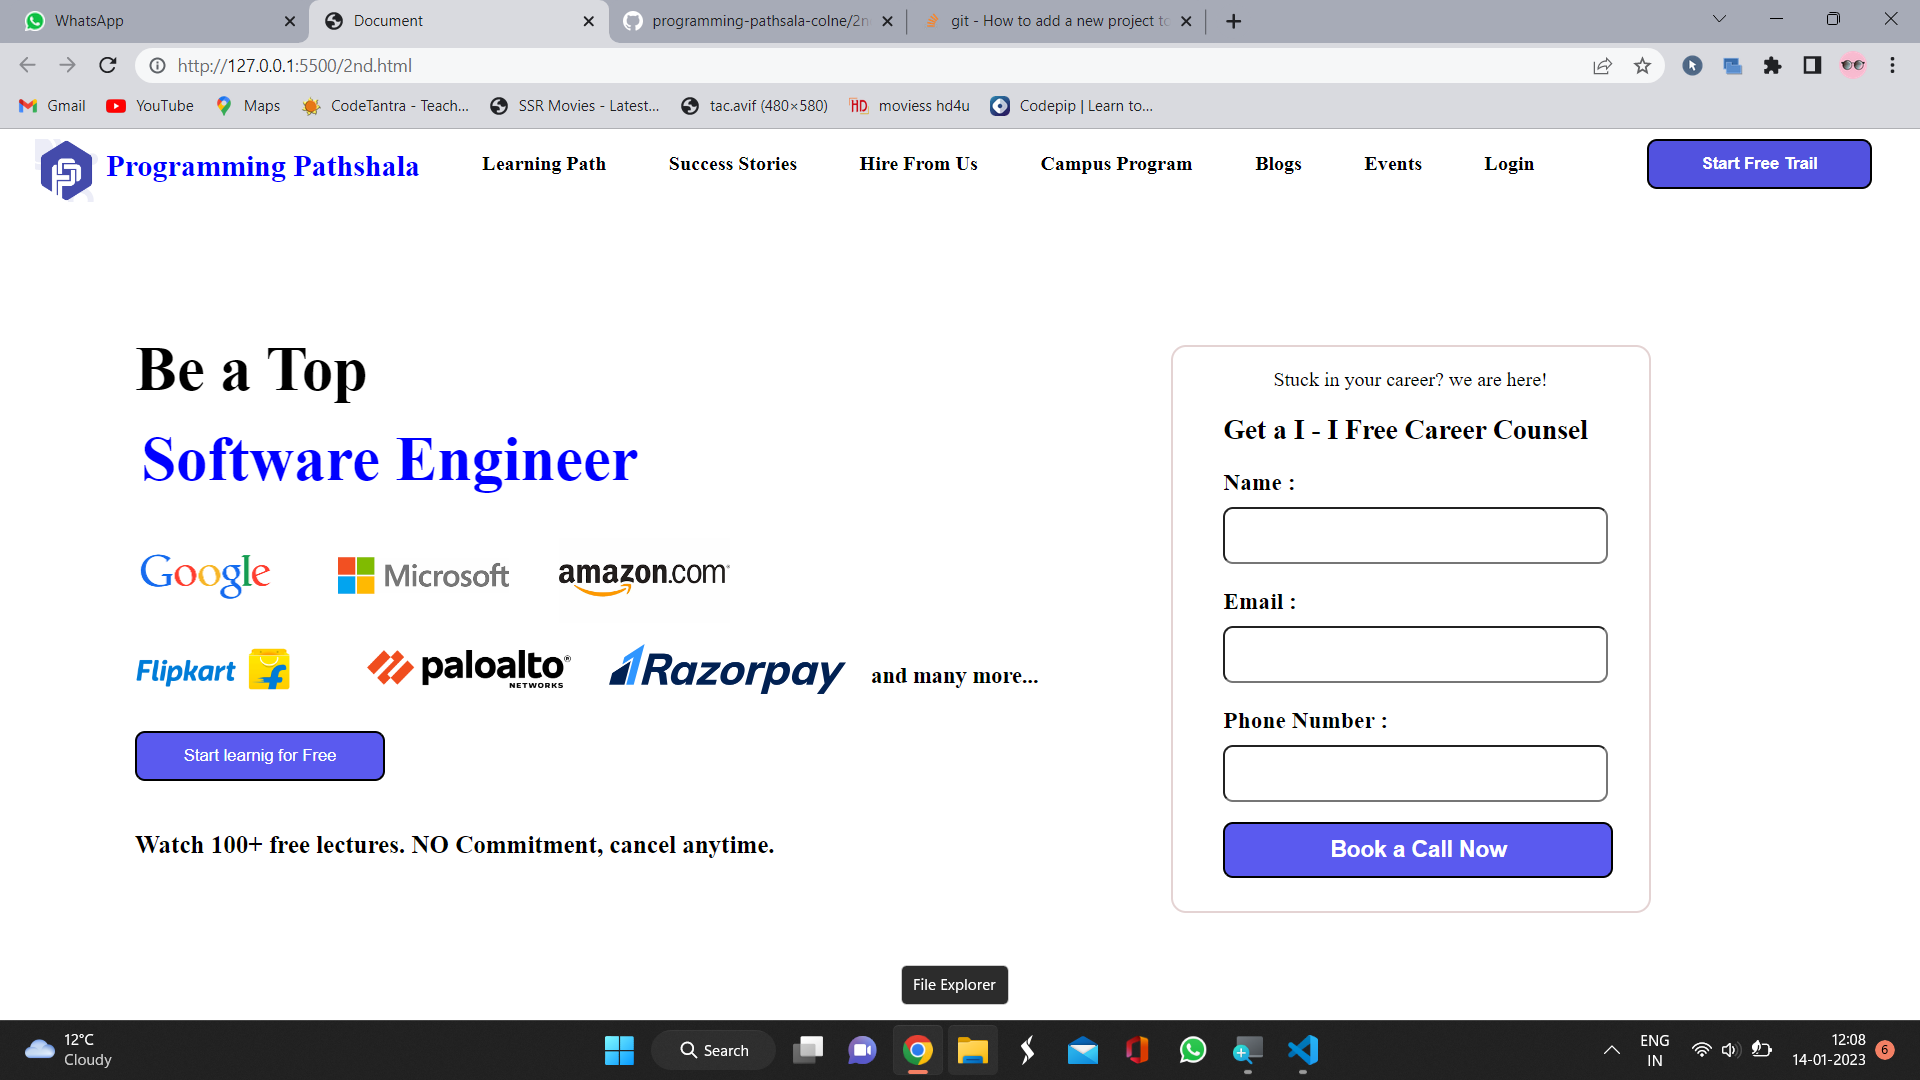 WhatsApp
Document
programming-pathsala-colne/2n
git - How to add a new project to
http://127.0.0.1:5500/2nd.html
Gmail
YouTube
Maps
CodeTantra - Teach...
SSR Movies - Latest...
tac.avif (480×580)
HD moviess hd4u
Codepip | Learn to...
Programming Pathshala
Learning Path
Success Stories
Hire From Us
Campus Program
Blogs
Events
Login
Start Free Trail
Be a Top
Software Engineer
Google
Microsoft
amazon.com
Flipkart
paloalto®
NETWORKS
Razorpay
and many more...
Start learnig for Free
Watch 100+ free lectures. NO Commitment, cancel anytime.
Stuck in your career? we are here!
Get a I - I Free Career Counsel
Name :
Email :
Phone Number :
Book a Call Now
File Explorer
12°C
Cloudy
Search
ENG
IN
12:08
14-01-2023
6